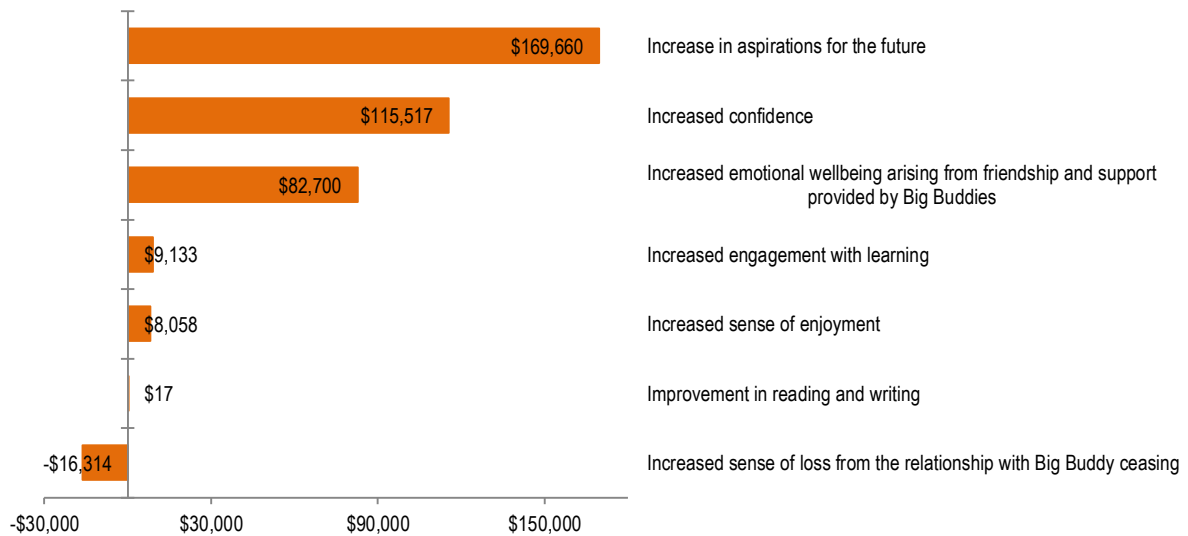 $169,660 Increase in aspirations for the future
$115,517 Increased confidence
$82,700 Increased emotional wellbeing arising from friendship and support
provided by Big Buddies
$9,133 Increased engagement with learning
$8,058 Increased sense of enjoyment
$17 Improvement in reading and writing
-$16,314 Increased sense of loss from the relationship with Big Buddy ceasing
-$30,000 $30,000 $90,000 $150,000